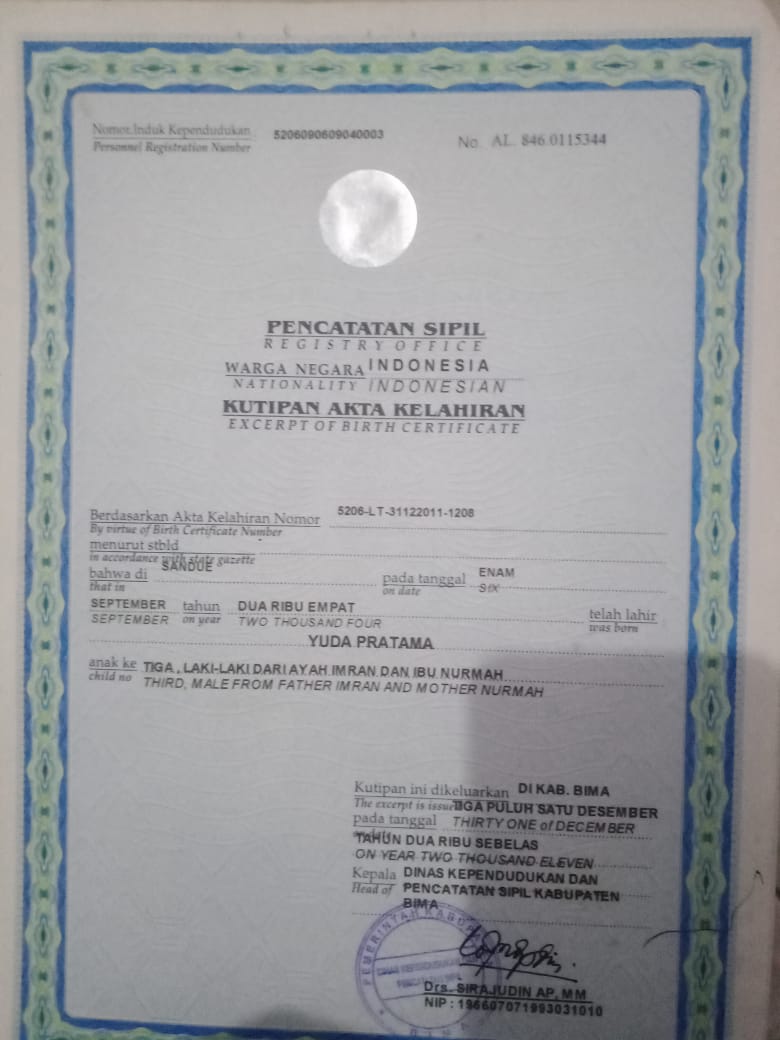 Nomor Induk Kependudukan 5206090609040003 No. AL. 846.0115344
Personnel Registration Number
PENCATATAN SIPIL
REGISTRY OFFICE
WARGA NEGARA INDONESIA
NATIONALITY INDONESIAN
KUTIPAN AKTA KELAHIRAN
EXCERPT OF BIRTH CERTIFICATE
Berdasarkan Akta Kelahiran Nomor 5206-LT-31122011-1208
By virtue of Birth Certificate Number
menurut stbld
in accordance with state gazette
bahwa di SANDUE pada tanggal ENAM
that in on date SIX
SEPTEMBER tahun DUA RIBU EMPAT telah lahir
SEPTEMBER on year TWO THOUSAND FOUR was born
YUDA PRATAMA
anak ke TIGA, LAKI-LAKI DARI AYAH IMRAN DAN IBU NURMAH
child no THIRD, MALE FROM FATHER IMRAN AND MOTHER NURMAH
Kutipan ini dikeluarkan DI KAB. BIMA
The excerpt is issued TIGA PULUH SATU DESEMBER
pada tanggal THIRTY ONE of DECEMBER
on date
TAHUN DUA RIBU SEBELAS
ON YEAR TWO THOUSAND ELEVEN
Kepala DINAS KEPENDUDUKAN DAN
Head of PENCATATAN SIPIL KABUPATEN
BIMA
PEMERINTAH KABUP
BIMA
Drs. SIRAJUDIN AP, MM
NIP : 196607071993031010